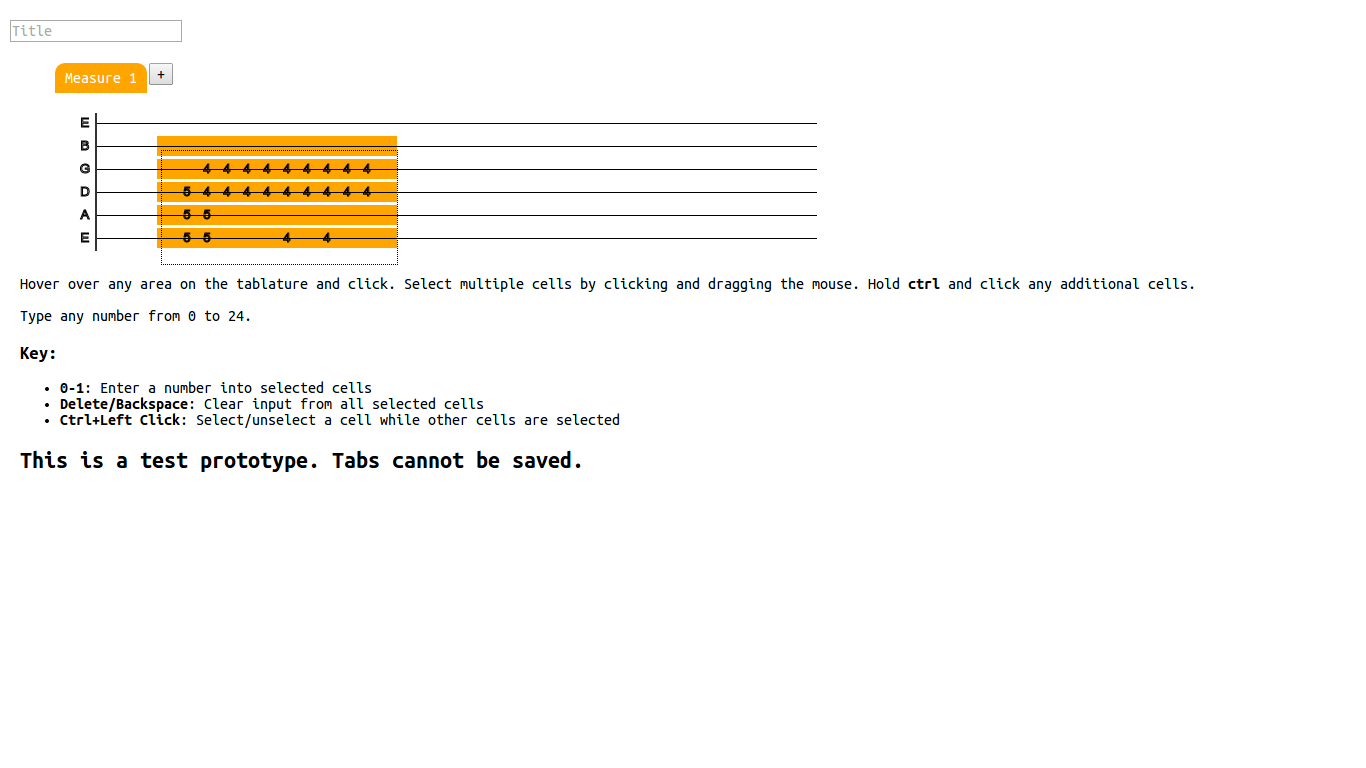 Title
Measure 1 +
E
B
G 4 4 4 4 4 4 4 4 4
D 5 4 4 4 4 4 4 4 4 4
A 5 5
E 5 5 4 4
Hover over any area on the tablature and click. Select multiple cells by clicking and dragging the mouse. Hold ctrl and click any additional cells.
Type any number from 0 to 24.
Key:
• 0-1: Enter a number into selected cells
• Delete/Backspace: Clear input from all selected cells
• Ctrl+Left Click: Select/unselect a cell while other cells are selected
This is a test prototype. Tabs cannot be saved.